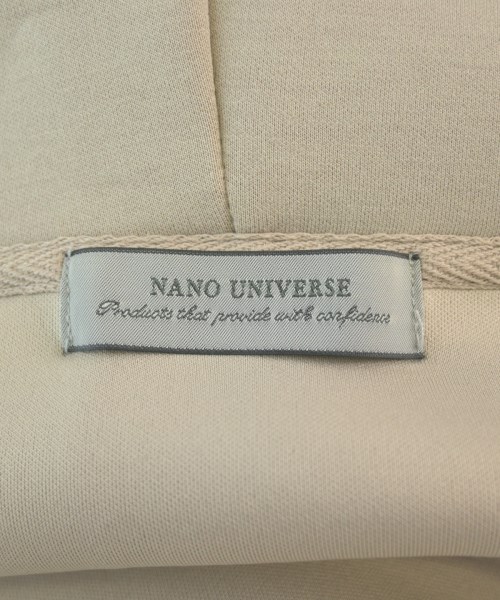 NANO UNIVERSE
Products that provide with confidence